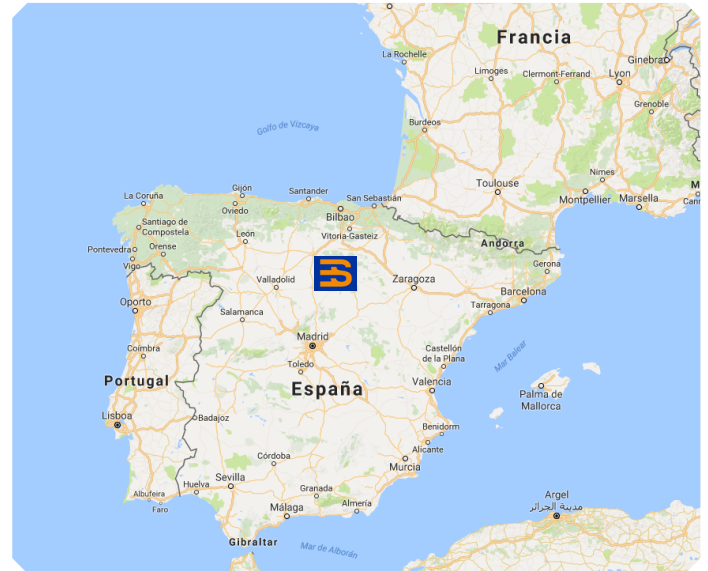 Francia
La Rochelle
Ginebra
Limoges
Clermont-Ferrand
Lyon
Grenoble
Burdeos
Golfo de Vizcaya
Nimes
Toulouse
Montpellier
Marsella
M
Cann
La Coruña
Gijón
Santander
San Sebastián
Oviedo
Bilbao
Santiago de
Compostela
León
Vitoria-Gasteiz
Andorra
Pontevedra
Orense
Vigo
Gerona
Valladolid
Zaragoza
Barcelona
Oporto
Tarragona
Salamanca
Madrid
Coímbra
Castellón
de la Plana
Mar Balear
Toledo
Portugal
España
Valencia
Palma de
Mallorca
Lisboa
Badajoz
Benidorm
Alicante
Córdoba
Murcia
Sevilla
Huelva
Granada
Albufeira
Faro
Almería
Málaga
Argel
مدينة الجزائر
Gibraltar
Mar de Alborán